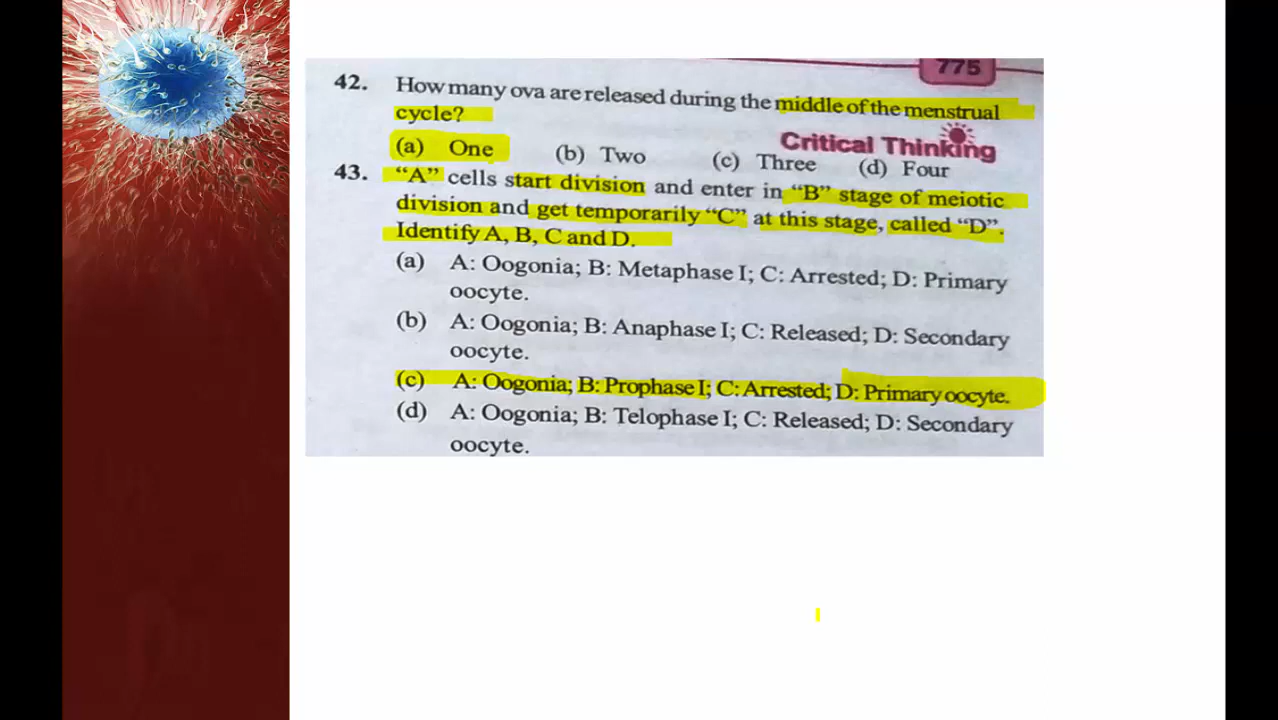 775
42. How many ova are released during the middle of the menstrual
cycle?
Critical Thinking
(a) One (b) Two (c) Three (d) Four
43. “A” cells start division and enter in “B” stage of meiotic
division and get temporarily “C” at this stage, called “D”.
Identify A, B, C and D.
(a) A: Oogonia; B: Metaphase I; C: Arrested; D: Primary
oocyte.
(b) A: Oogonia; B: Anaphase I; C: Released; D: Secondary
oocyte.
(c) A: Oogonia; B: Prophase I; C: Arrested; D: Primary oocyte.
(d) A: Oogonia; B: Telophase I; C: Released; D: Secondary
oocyte.